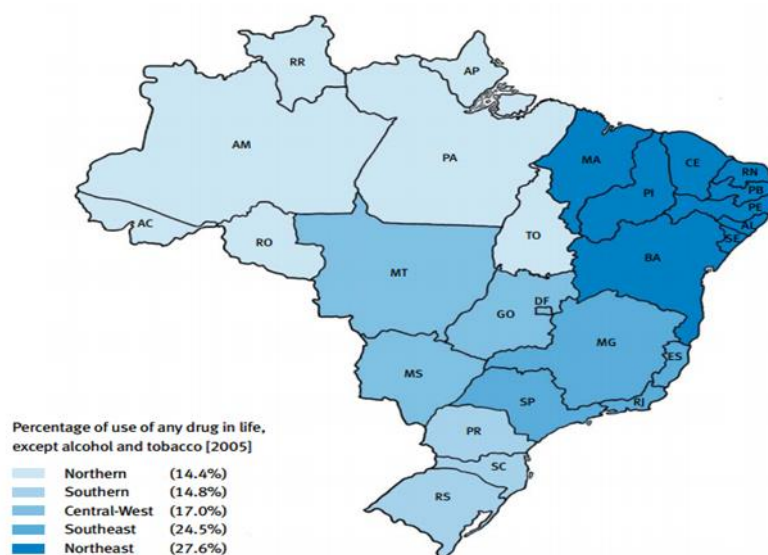 RR
AP
AM
PA
MA
CE
RN
PB
PI
PE
AL
SE
AC
RO
TO
BA
MT
DF
GO
MG
ES
MS
SP
RJ
PR
SC
RS
Percentage of use of any drug in life,
except alcohol and tobacco [2005]
Northern (14.4%)
Southern (14.8%)
Central-West (17.0%)
Southeast (24.5%)
Northeast (27.6%)